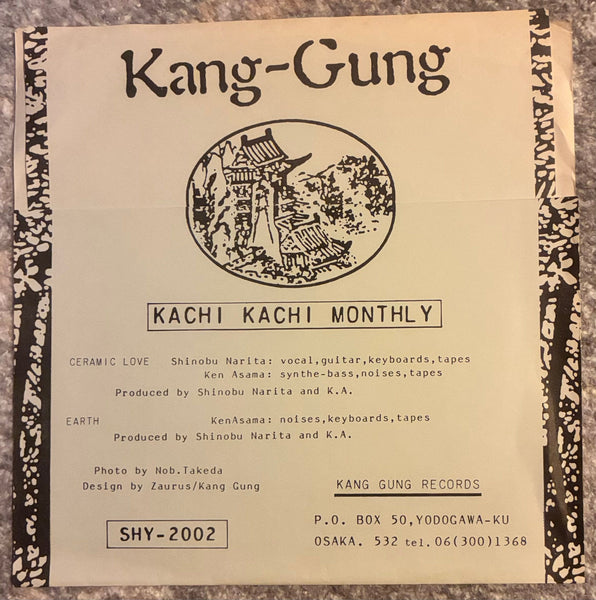 Kang-Gung
KACHI KACHI MONTHLY
CERAMIC LOVE Shinobu Narita: vocal,guitar,keyboards,tapes
Ken Asama: synthe-bass,noises,tapes
Produced by Shinobu Narita and K.A.
EARTH KenAsama: noises,keyboards,tapes
Produced by Shinobu Narita and K.A.
Photo by Nob.Takeda
Design by Zaurus/Kang Gung
KANG GUNG RECORDS
SHY-2002
P.O. BOX 50,YODOGAWA-KU
OSAKA. 532 tel.06(300)1368